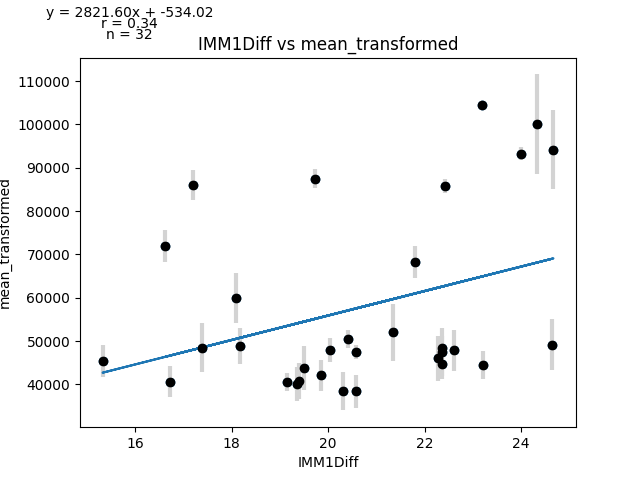 y = 2821.60x + -534.02
r = 0.34
n = 32
IMM1Diff vs mean_transformed
110000
100000
90000
80000
70000
60000
50000
40000
mean_transformed
16 18 20 22 24
IMM1Diff